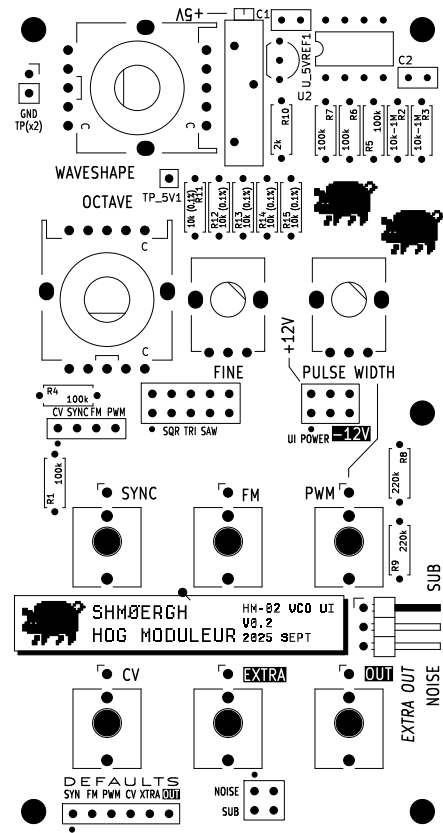 +5V
C1
U_5VREF1
U2
C2
GND
TP(x2)
R10
2k
R7
100k
R6
100k
R5
100k
R2
10k-1M
R3
10k-1M
C
C
WAVESHAPE
TP_5V1
OCTAVE
R11
10k (0.1%)
R12
10k (0.1%)
R13
10k (0.1%)
R14
10k (0.1%)
R15
10k (0.1%)
C
C
+12V
FINE
PULSE WIDTH
R4
100k
CV SYNC FM PWM
SQR TRI SAW
UI POWER
-12V
R1
100k
R8
220k
R9
220k
SYNC
FM
PWM
SUB
SHMØERGH
HOG MODULEUR
HM-02 VCO UI
V0.2
2025 SEPT
EXTRA OUT
NOISE
CV
EXTRA
OUT
DEFAULTS
SYN FM PWM CV XTRA OUT
NOISE
SUB